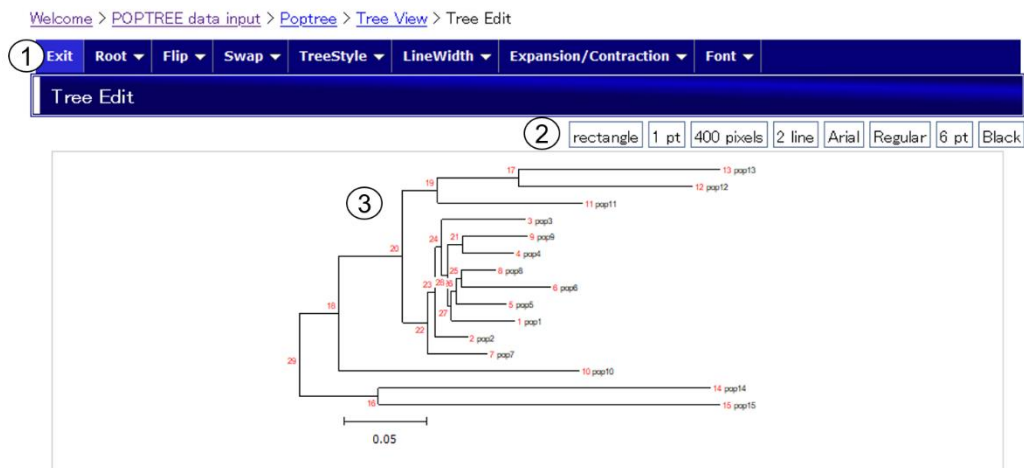 Welcome > POPTREE data input > Poptree > Tree View > Tree Edit
1 Exit Root Flip Swap TreeStyle LineWidth Expansion/Contraction Font
Tree Edit
2 rectangle 1 pt 400 pixels 2 line Arial Regular 6 pt Black
17 13 pop13
19 12 pop12
3 11 pop11
3 pop3
24 21 9 pop9
20 4 pop4
25 8 pop8
23 26 6 pop6
18 27 5 pop5
22 1 pop1
2 pop2
29 7 pop7
10 pop10
14 pop14
16 15 pop15
0.05